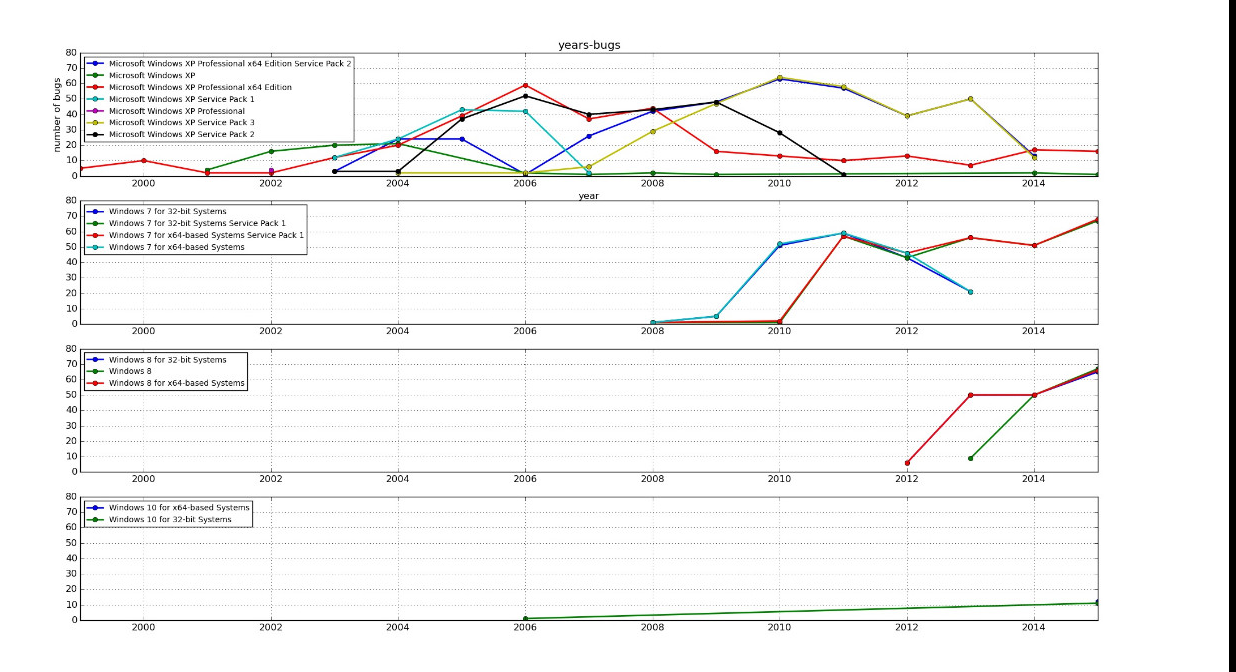 years-bugs
number of bugs
80
70
60
50
40
30
20
10
0
Microsoft Windows XP Professional x64 Edition Service Pack 2
Microsoft Windows XP
Microsoft Windows XP Professional x64 Edition
Microsoft Windows XP Service Pack 1
Microsoft Windows XP Professional
Microsoft Windows XP Service Pack 3
Microsoft Windows XP Service Pack 2
2000 2002 2004 2006 2008 2010 2012 2014
year
80
70
60
50
40
30
20
10
0
Windows 7 for 32-bit Systems
Windows 7 for 32-bit Systems Service Pack 1
Windows 7 for x64-based Systems Service Pack 1
Windows 7 for x64-based Systems
2000 2002 2004 2006 2008 2010 2012 2014
80
70
60
50
40
30
20
10
0
Windows 8 for 32-bit Systems
Windows 8
Windows 8 for x64-based Systems
2000 2002 2004 2006 2008 2010 2012 2014
80
70
60
50
40
30
20
10
0
Windows 10 for x64-based Systems
Windows 10 for 32-bit Systems
2000 2002 2004 2006 2008 2010 2012 2014